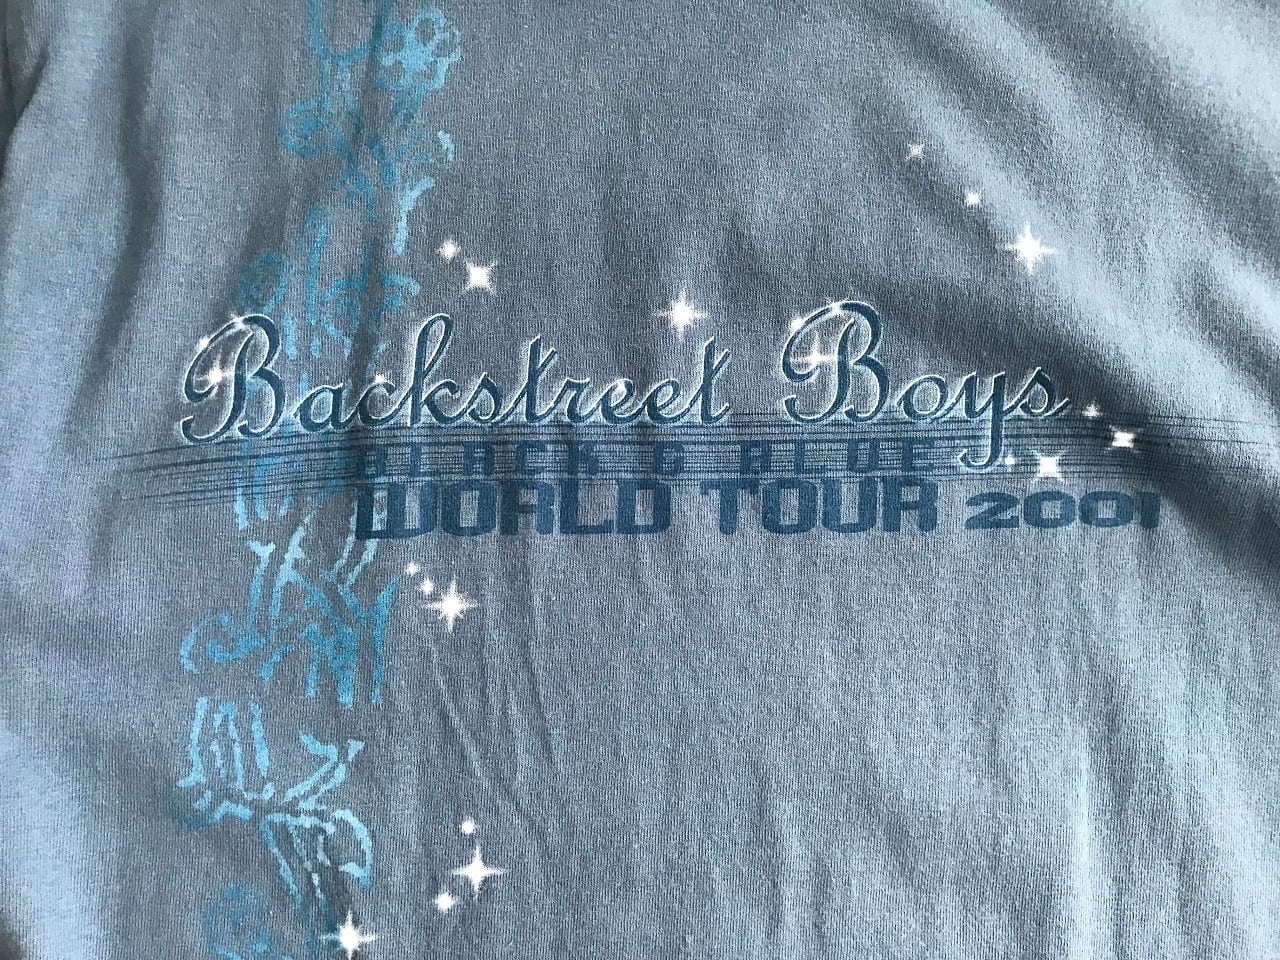 Backstreet Boys
BLACK & BLUE
WORLD TOUR 2001